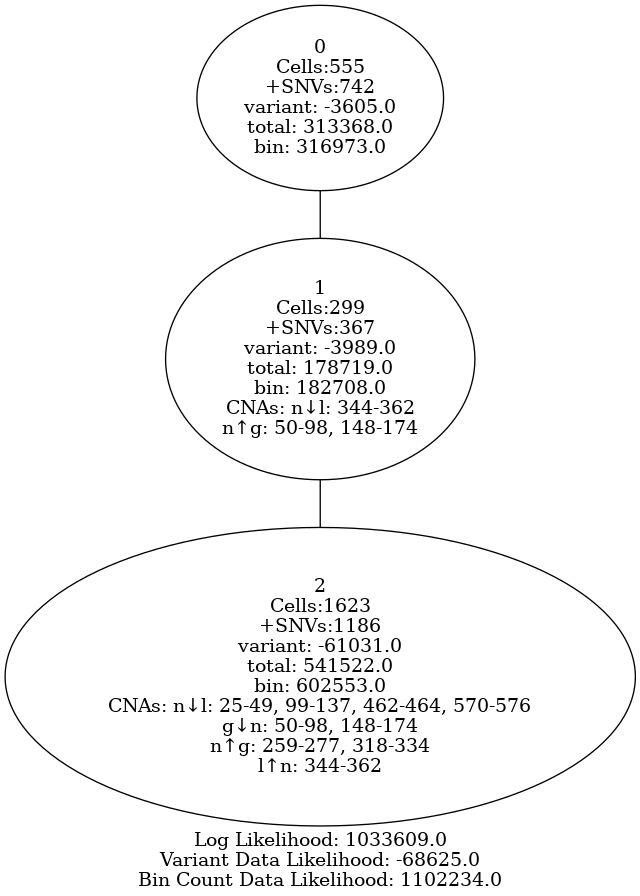 0
Cells:555
+SNVs:742
variant: -3605.0
total: 313368.0
bin: 316973.0
1
Cells:299
+SNVs:367
variant: -3989.0
total: 178719.0
bin: 182708.0
CNAs: n↓l: 344-362
n↑g: 50-98, 148-174
2
Cells:1623
+SNVs:1186
variant: -61031.0
total: 541522.0
bin: 602553.0
CNAs: n↓l: 25-49, 99-137, 462-464, 570-576
g↓n: 50-98, 148-174
n↑g: 259-277, 318-334
l↑n: 344-362
Log Likelihood: 1033609.0
Variant Data Likelihood: -68625.0
Bin Count Data Likelihood: 1102234.0